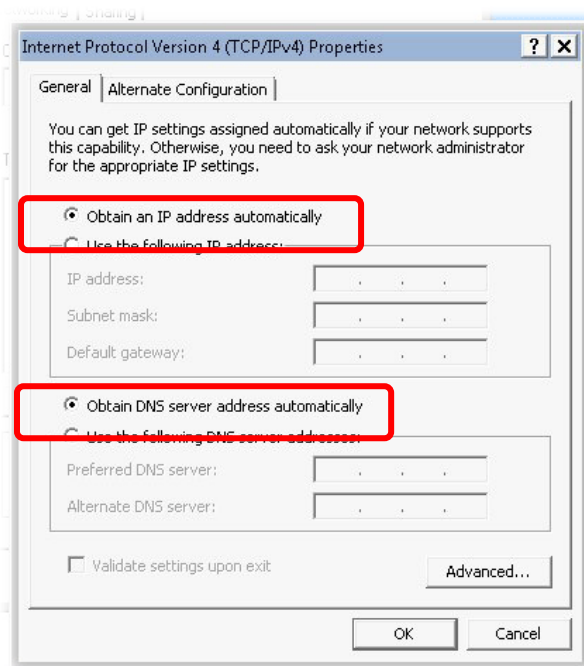 Sharing
Internet Protocol Version 4 (TCP/IPv4) Properties
? X
General
Alternate Configuration
You can get IP settings assigned automatically if your network supports
this capability. Otherwise, you need to ask your network administrator
for the appropriate IP settings.
Obtain an IP address automatically
Use the following IP address:
IP address:
Subnet mask:
Default gateway:
Obtain DNS server address automatically
Use the following DNS server addresses:
Preferred DNS server:
Alternate DNS server:
Validate settings upon exit
Advanced...
OK
Cancel